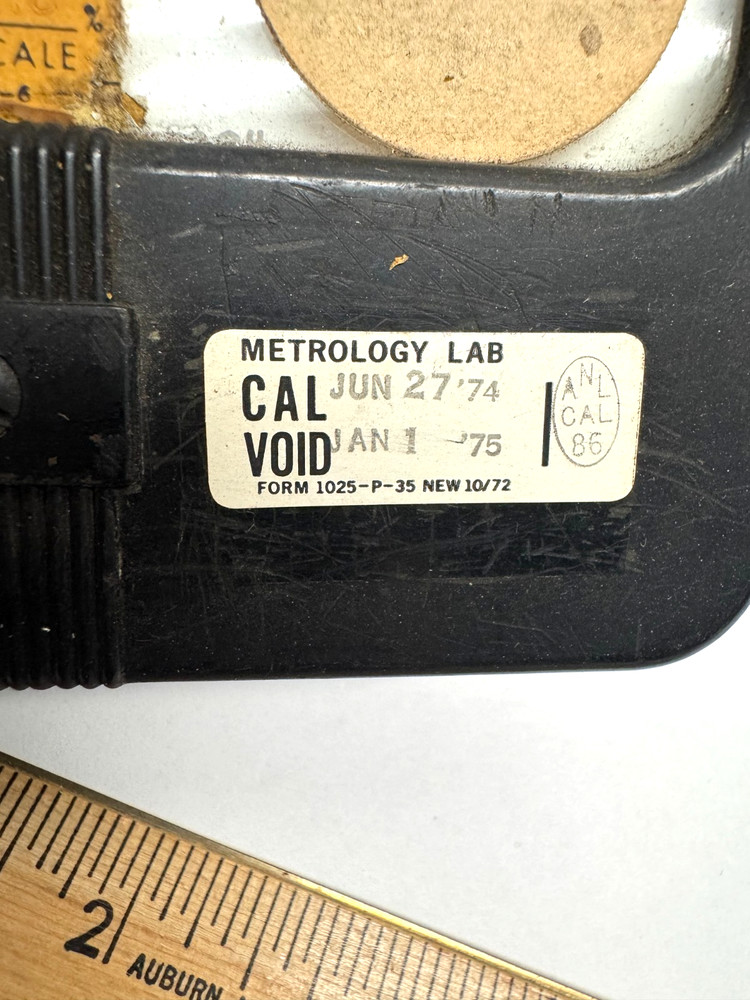 %
CALE
-6
METROLOGY LAB
CAL JUN 27 '74
VOID JAN 1 '75
FORM 1025-P-35 NEW 10/72
ANL
CAL
86
2
AUBURN